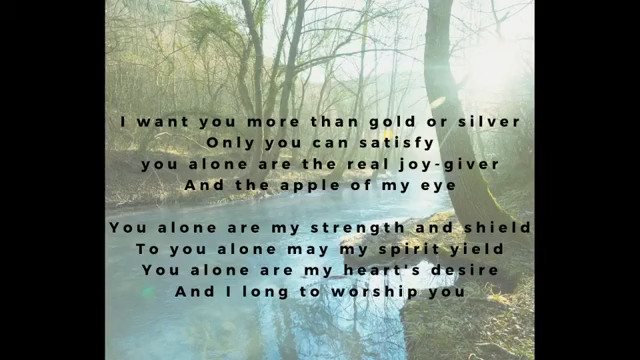 I want you more than gold or silver
Only you can satisfy
you alone are the real joy-giver
And the apple of my eye
You alone are my strength and shield
To you alone may my spirit yield
You alone are my heart's desire
And I long to worship you